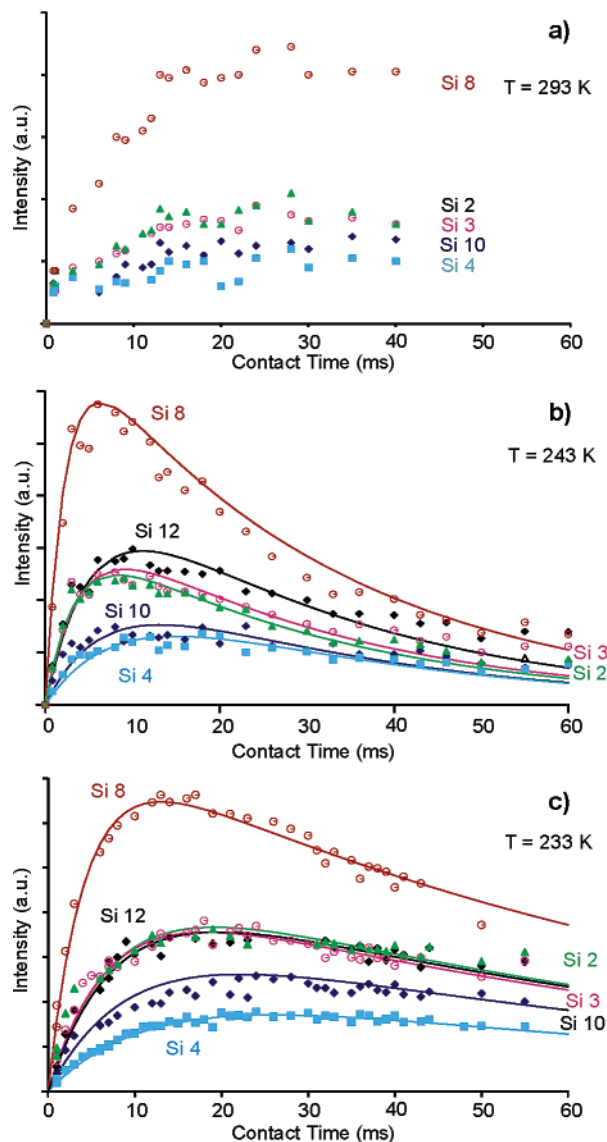 a)
T = 293 K
Si 8
Si 2
Si 3
Si 10
Si 4
Intensity (a.u.)
0 10 20 30 40 50 60
Contact Time (ms)
b)
T = 243 K
Si 8
Si 12
Si 10
Si 4
Si 3
Si 2
Intensity (a.u.)
0 10 20 30 40 50 60
Contact Time (ms)
c)
T = 233 K
Si 8
Si 12
Si 2
Si 3
Si 10
Si 4
Intensity (a.u.)
0 10 20 30 40 50 60
Contact Time (ms)